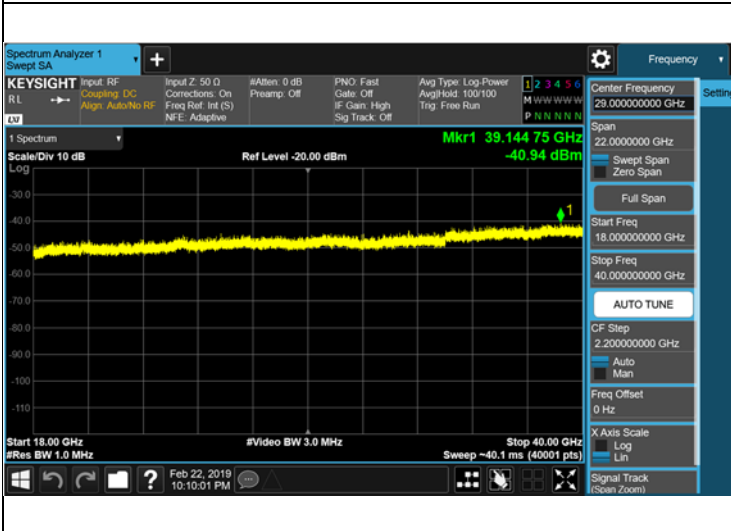 Spectrum Analyzer 1
Swept SA
Frequency
KEYSIGHT
R L
LXI
Input: RF
Coupling: DC
Align: Auto/No RF
Input Z: 50 Ω
Corrections: On
Freq Ref: Int (S)
NFE: Adaptive
#Atten: 0 dB
Preamp: Off
PNO: Fast
Gate: Off
IF Gain: High
Sig Track: Off
Avg Type: Log-Power
Avg|Hold: 100/100
Trig: Free Run
1 2 3 4 5 6
M W W W W W
P N N N N N
Center Frequency
29.000000000 GHz
Settin
Span
22.0000000 GHz
Swept Span
Zero Span
Full Span
Start Freq
18.000000000 GHz
Stop Freq
40.000000000 GHz
AUTO TUNE
CF Step
2.200000000 GHz
Auto
Man
Freq Offset
0 Hz
X Axis Scale
Log
Lin
Signal Track
(Span Zoom)
1 Spectrum
Mkr1 39.144 75 GHz
Scale/Div 10 dB
Ref Level -20.00 dBm
-40.94 dBm
Log
-30.0
1
-40.0
-50.0
-60.0
-70.0
-80.0
-90.0
-100
-110
Start 18.00 GHz
#Video BW 3.0 MHz
Stop 40.00 GHz
#Res BW 1.0 MHz
Sweep ~40.1 ms (40001 pts)
?
Feb 22, 2019
10:10:01 PM